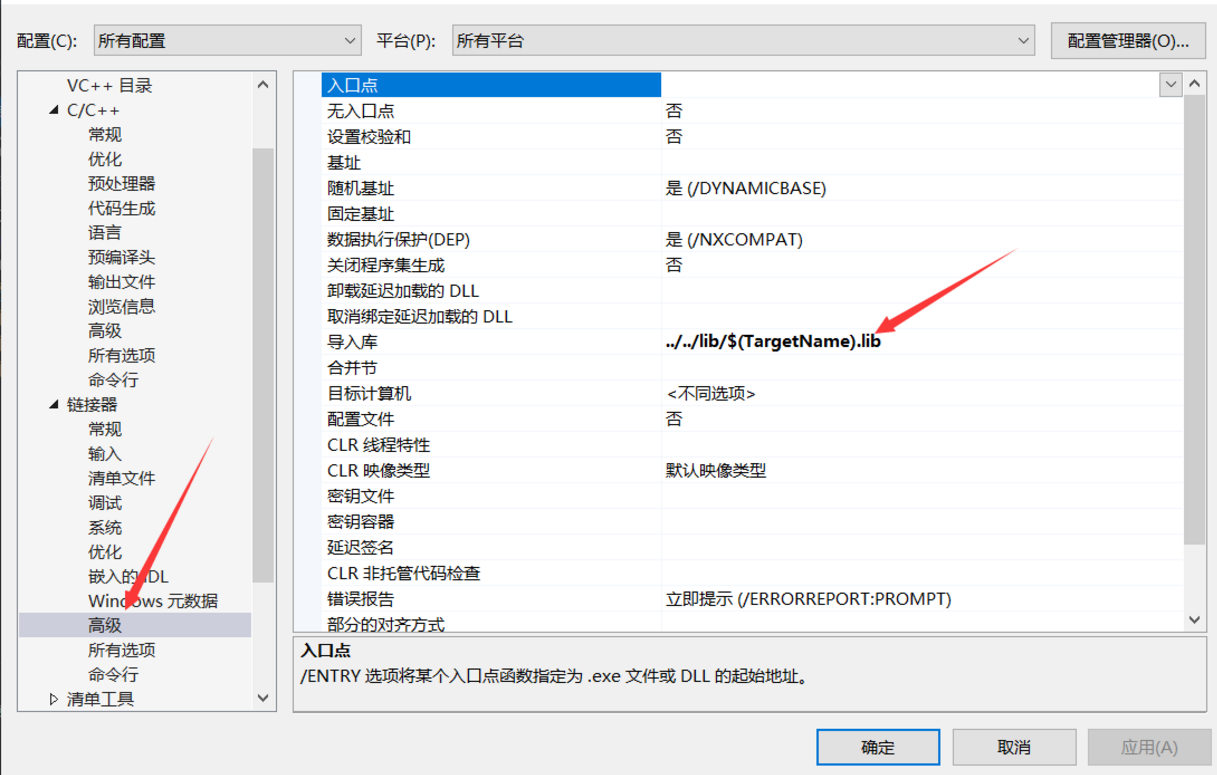 配置(C): 所有配置 平台(P): 所有平台 配置管理器(O)...
VC++ 目录
C/C++
常规
优化
预处理器
代码生成
语言
预编译头
输出文件
浏览信息
高级
所有选项
命令行
链接器
常规
输入
清单文件
调试
系统
优化
嵌入的 IDL
Windows 元数据
高级
所有选项
命令行
清单工具
入口点
无入口点 否
设置校验和 否
基址
随机基址 是 (/DYNAMICBASE)
固定基址
数据执行保护(DEP) 是 (/NXCOMPAT)
关闭程序集生成 否
卸载延迟加载的 DLL
取消绑定延迟加载的 DLL
导入库 ../../lib/$(TargetName).lib
合并节
目标计算机 <不同选项>
配置文件 否
CLR 线程特性
CLR 映像类型 默认映像类型
密钥文件
密钥容器
延迟签名
CLR 非托管代码检查
错误报告 立即提示 (/ERRORREPORT:PROMPT)
部分的对齐方式
入口点
/ENTRY 选项将某个入口点函数指定为 .exe 文件或 DLL 的起始地址。
确定 取消 应用(A)